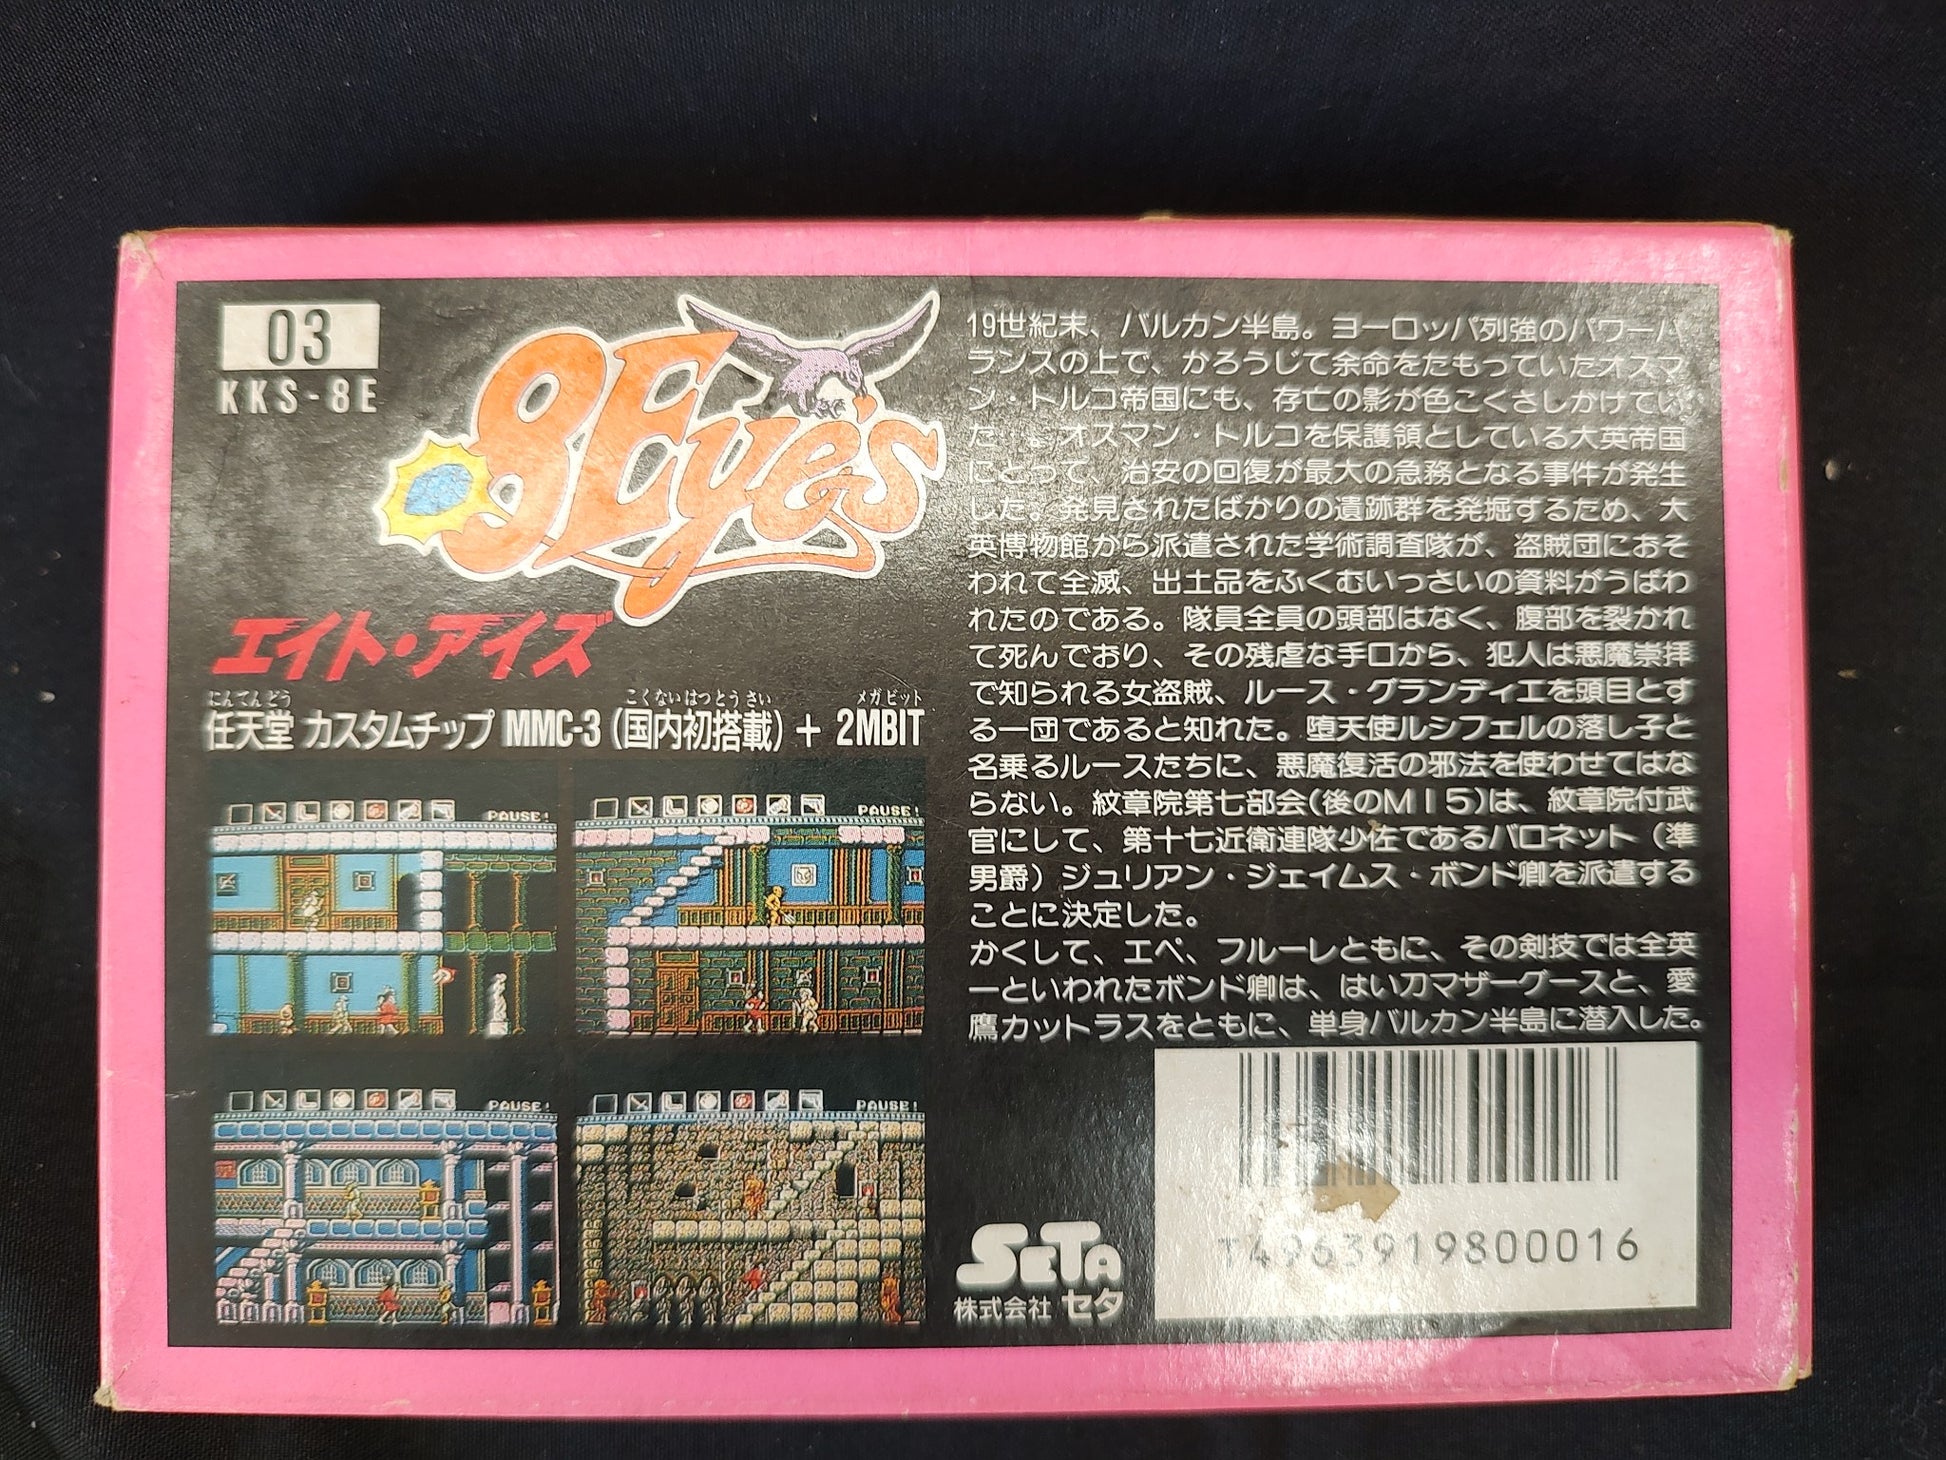 03
KKS-8E
8Eye's
エイト・アイズ
にんてんどう こくないはつとうさい メガビット
任天堂 カスタムチップ MMC-3 (国内初搭載) + 2MBIT
PAUSE!
PAUSE!
PAUSE!
PAUSE!
19世紀末、バルカン半島。ヨーロッパ列強のパワーバ
ランスの上で、かろうじて余命をたもっていたオスマ
ン・トルコ帝国にも、存亡の影が色こくさしかけてい
た。。オスマン・トルコを保護領としている大英帝国
にとって、治安の回復が最大の急務となる事件が発生
した。発見されたばかりの遺跡群を発掘するため、大
英博物館から派遣された学術調査隊が、盗賊団におそ
われて全滅、出土品をふくむいっさいの資料がうばわ
れたのである。隊員全員の頭部はなく、腹部を裂かれ
て死んでおり、その残虐な手口から、犯人は悪魔崇拝
で知られる女盗賊、ルース・グランディエを頭目とす
る一団であると知れた。堕天使ルシフェルの落し子と
名乗るルースたちに、悪魔復活の邪法を使わせてはな
らない。紋章院第七部会(後のMI5)は、紋章院付武
官にして、第十七近衛連隊少佐であるバロネット（準
男爵）ジュリアン・ジェイムス・ボンド卿を派遣する
ことに決定した。
かくして、エペ、フルーレともに、その剣技では全英
一といわれたボンド卿は、はい刀マザーグースと、愛
鷹カットラスをともに、単身バルカン半島に潜入した。
SETA
株式会社 セタ
T4963919800016